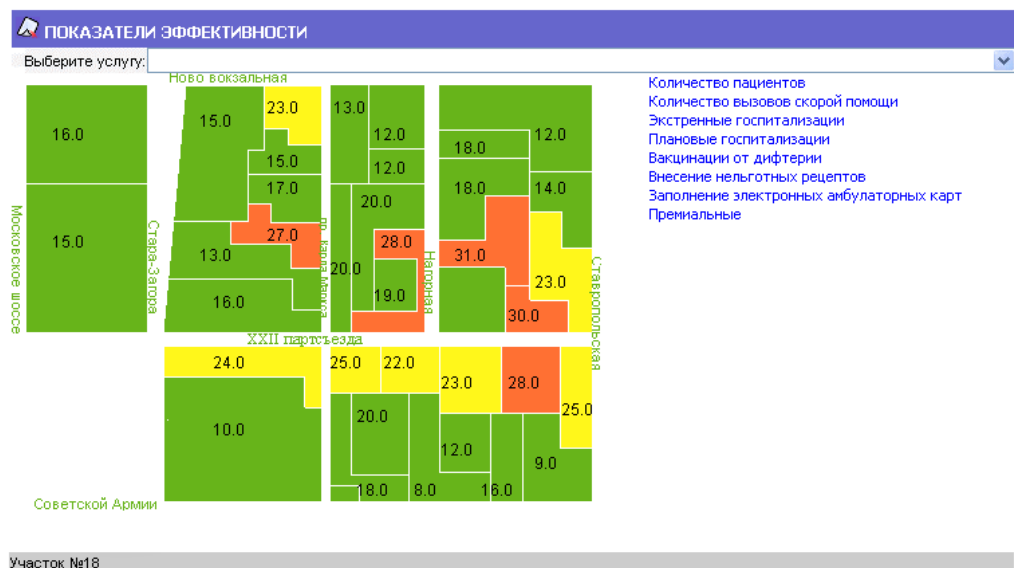 ПОКАЗАТЕЛИ ЭФФЕКТИВНОСТИ
Выберите услугу:
Ново вокзальная
Количество пациентов
Количество вызовов скорой помощи
Экстренные госпитализации
Плановые госпитализации
Вакцинации от дифтерии
Внесение нельготных рецептов
Заполнение электронных амбулаторных карт
Премиальные
16.0
15.0
23.0
13.0
12.0
12.0
18.0
15.0
12.0
17.0
20.0
18.0
14.0
Московское шоссе
15.0
Стара-Загора
27.0
13.0
пр. карла маркса
28.0
20.0
Нагорная
31.0
Ставропольская
16.0
19.0
23.0
30.0
XXII партсъезда
24.0
25.0
22.0
23.0
28.0
25.0
10.0
20.0
12.0
9.0
18.0
8.0
16.0
Советской Армии
Участок №18